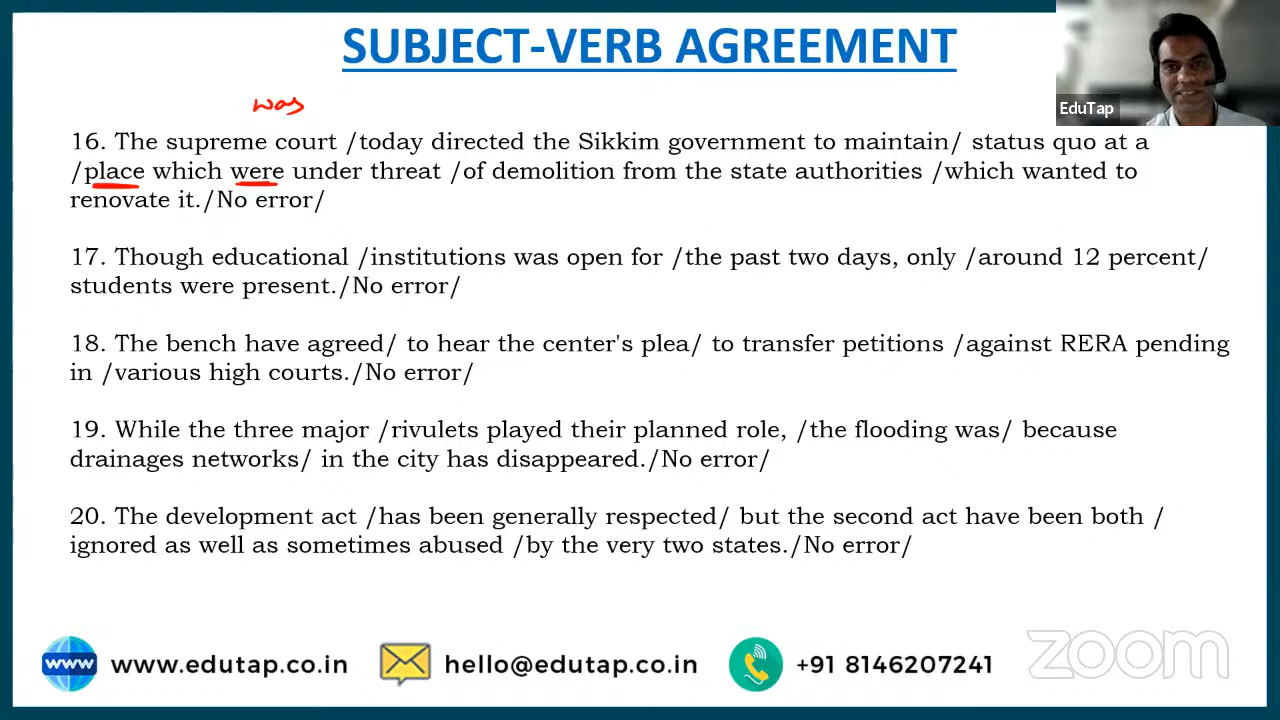 SUBJECT-VERB AGREEMENT
EduTap
was
16. The supreme court /today directed the Sikkim government to maintain/ status quo at a
/place which were under threat /of demolition from the state authorities /which wanted to
renovate it./No error/
17. Though educational /institutions was open for /the past two days, only /around 12 percent/
students were present./No error/
18. The bench have agreed/ to hear the center's plea/ to transfer petitions /against RERA pending
in /various high courts./No error/
19. While the three major /rivulets played their planned role, /the flooding was/ because
drainages networks/ in the city has disappeared./No error/
20. The development act /has been generally respected/ but the second act have been both /
ignored as well as sometimes abused /by the very two states./No error/
www www.edutap.co.in hello@edutap.co.in +91 8146207241 zoom